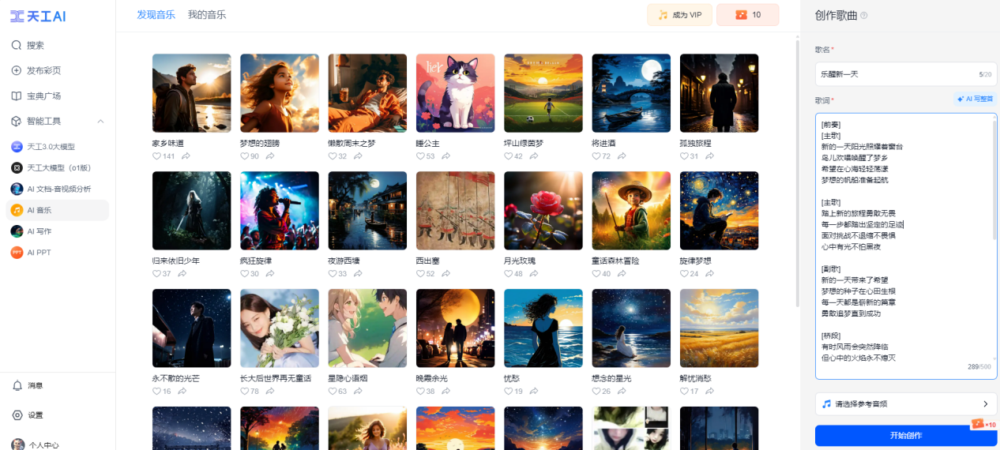 天工AI
搜索
发布彩页
宝典广场
智能工具
天工3.0大模型
天工大模型（o1版）
AI 文档-音视频分析
AI 音乐
AI 写作
AI PPT
消息
设置
个人中心
发现音乐 我的音乐
成为 VIP
10
家乡味道 梦想的翅膀 懒散周末之梦 睡公主 坪山绿茵梦 将进酒 孤独旅程
141 90 32 53 42 72 31
归来依旧少年 疯狂旋律 夜游西塘 西出塞 月光玫瑰 童话森林冒险 旋律梦想
37 30 33 52 48 40 24
永不散的光芒 长大后世界再无童话 星隐心语烟 晚霞余光 忧愁 想念的星光 解忧消愁
16 78 63 38 19 26 17
创作歌曲
歌名*
乐醒新一天 5/20
歌词* AI 写整首
[前奏]
[主歌]
新的一天阳光照耀着窗台
鸟儿欢唱唤醒了梦乡
希望在心海轻轻荡漾
梦想的帆船准备起航
[主歌]
踏上新的旅程勇敢无畏
每一步都踏出坚定的足迹
面对挑战不退缩不畏惧
心中有光不怕黑夜
[副歌]
新的一天带来了希望
梦想的种子在心田生根
每一天都是崭新的篇章
勇敢追梦直到成功
[桥段]
有时风雨会突然降临
但心中的火焰永不熄灭
289/500
请选择参考音频
×10
开始创作